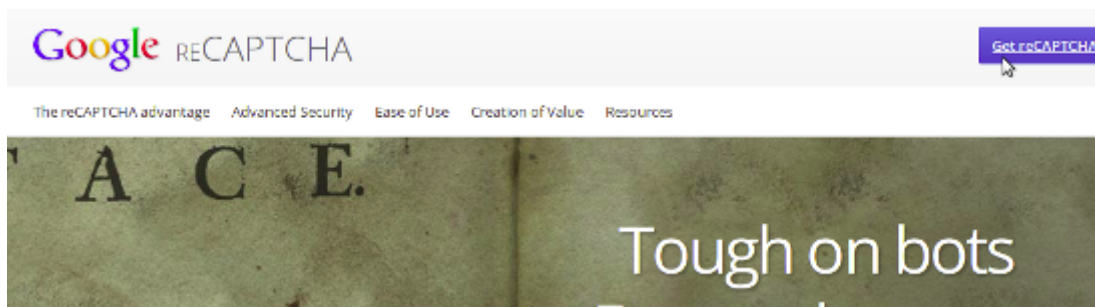 Google reCAPTCHA
Get reCAPTCHA
The reCAPTCHA advantage Advanced Security Ease of Use Creation of Value Resources
A C E.
Tough on bots